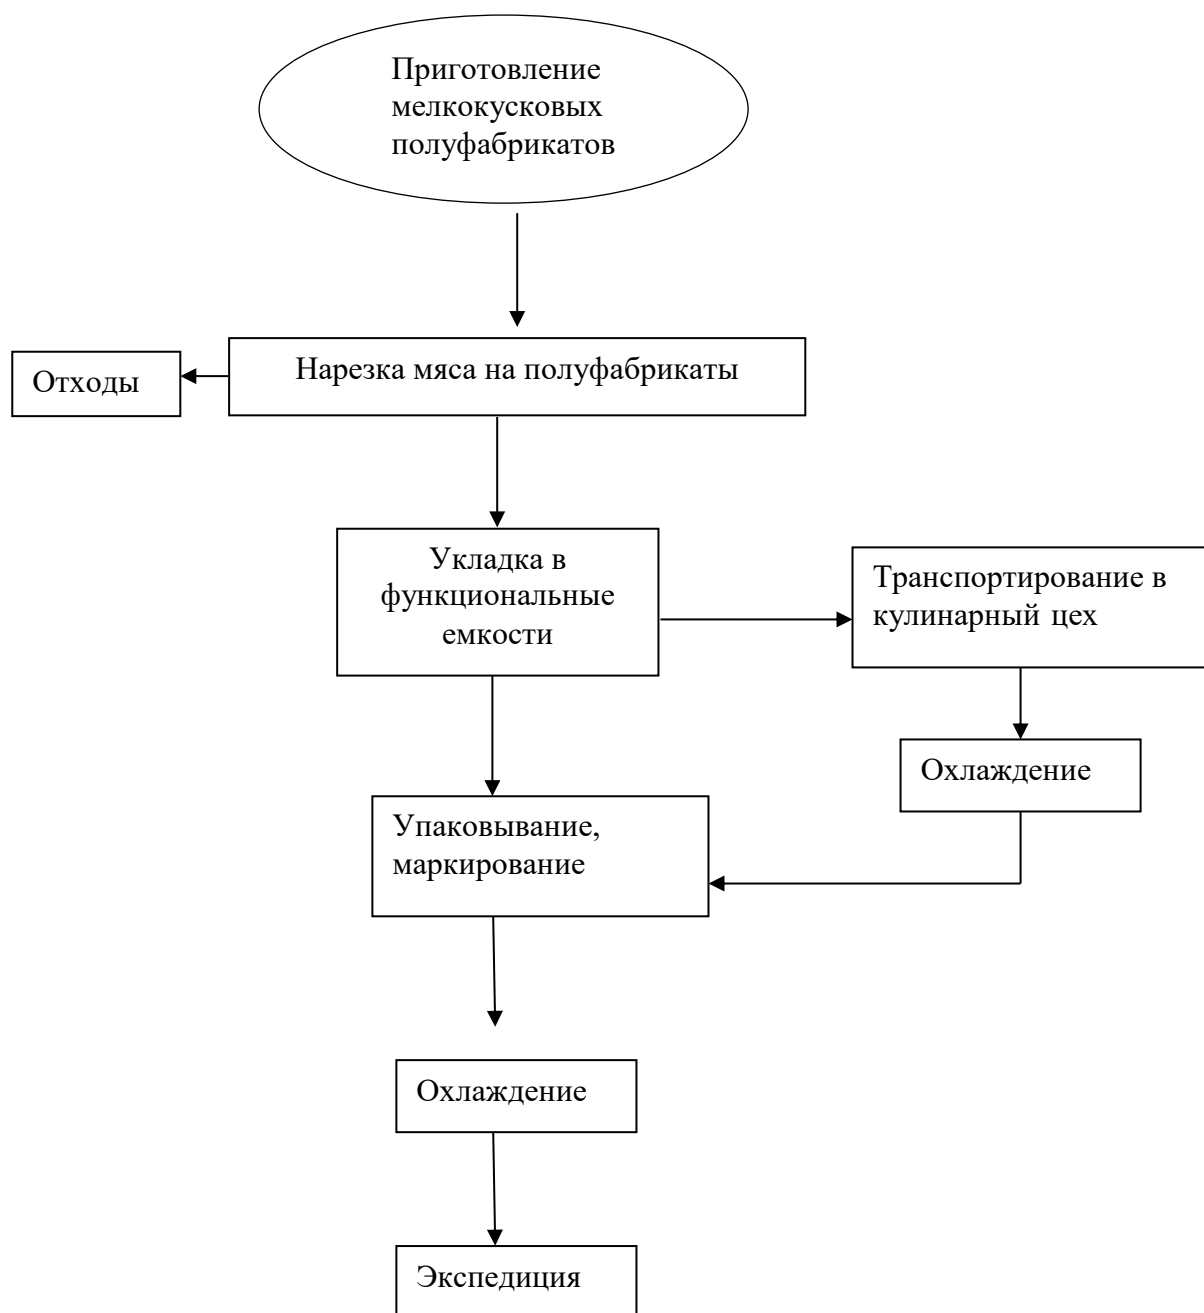 Приготовление
мелкокусковых
полуфабрикатов
Нарезка мяса на полуфабрикаты
Отходы
Укладка в
функциональные
емкости
Транспортирование в
кулинарный цех
Охлаждение
Упаковывание,
маркирование
Охлаждение
Экспедиция